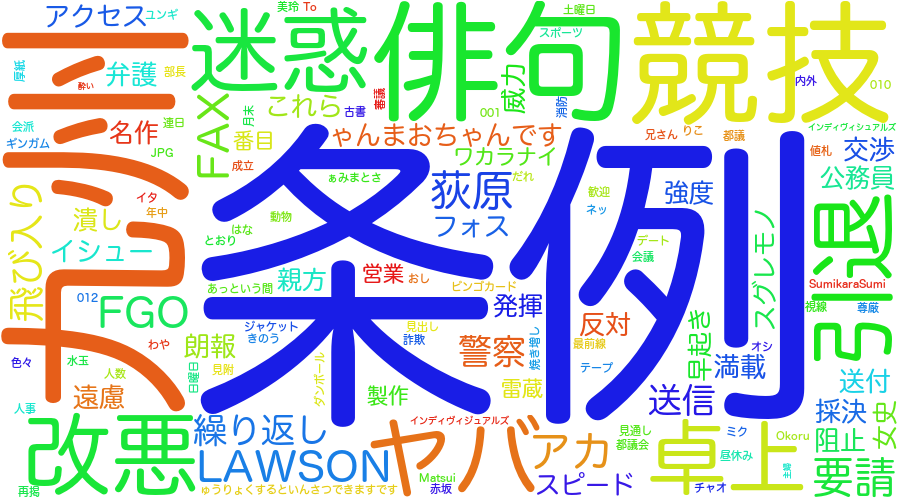 アクセス
ユンギ
美玲
To
土曜日
スポーツ
迷惑
俳句
競技
内外
010
厚紙
弁護
部長
酔い
FAX
これら
古書
審議
威力
001
消防
会派
名作
連日
月末
番目
ゃんまおちゃんです
兄さん
りこ
都議
インディヴィジュアルズ
値札
交渉
ギンガム
JPG
成立
ぁみまとさ
ワカラナイ
だれ
公務員
カレッジ
飛び入り
潰し
イタ
年中
動物
荻原
歓迎
強度
フォス
ネッ
はな
とおり
イシュー
条例
デート
会議
スグレモノ
引退
親方
営業
おし
あっという間
ビンゴカード
012
FGO
発揮
SumikaraSumi
視線
尊厳
ジャケット
きのう
見出し
詐欺
反対
最前線
色々
わや
水玉
朗報
見附
警察
焼き増し
早起き
オシ
満載
人数
日曜日
ダンボール
雷蔵
テープ
遠慮
製作
送信
送付
人事
改悪
繰り返し
インディヴィジュアルズ
ヤバ
アカ
見通し
都議会
卓上
ミク
Okoru
採決
女史
阻止
昼休み
LAWSON
Matsui
赤坂
スピード
チャオ
要請
再掲
ゅうりょくするといんさつできますです